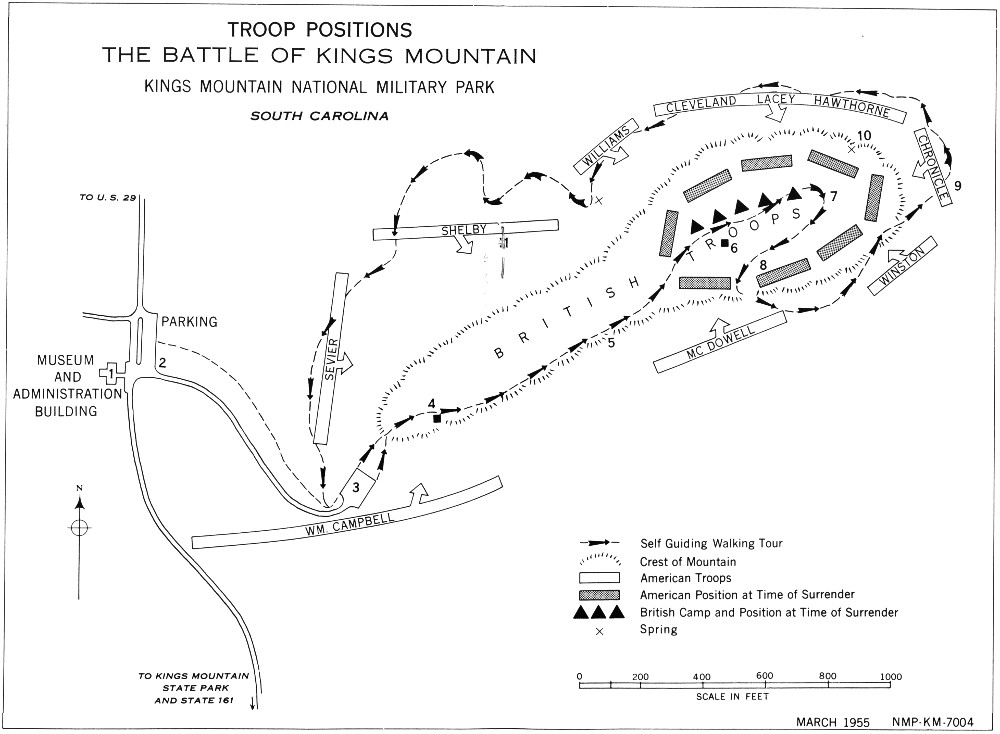 TROOP POSITIONS
THE BATTLE OF KINGS MOUNTAIN
KINGS MOUNTAIN NATIONAL MILITARY PARK
SOUTH CAROLINA
CLEVELAND LACEY HAWTHORNE
WILLIAMS
10
CHRONICLE
9
TO U. S. 29
SHELBY
11
7
BRITISH TROOPS
6
8
WINSTON
PARKING
MUSEUM
AND
ADMINISTRATION
BUILDING
1
2
SEVIER
5
MC DOWELL
4
3
WM. CAMPBELL
N
Self Guiding Walking Tour
Crest of Mountain
American Troops
American Position at Time of Surrender
British Camp and Position at Time of Surrender
Spring
TO KINGS MOUNTAIN
STATE PARK
AND STATE 161
0 200 400 600 800 1000
SCALE IN FEET
MARCH 1955 NMP-KM-7004